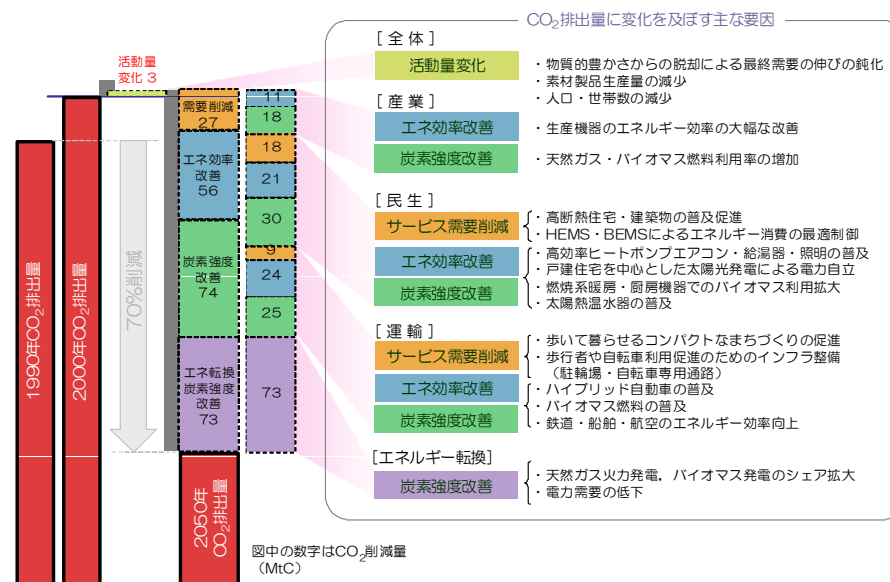 CO₂排出量に変化を及ぼす主な要因
活動量
変化 3
需要削減
27
エネ効率
改善
56
炭素強度
改善
74
エネ転換
炭素強度
改善
73
11
18
18
21
30
9
24
25
73
1990年CO₂排出量
2000年CO₂排出量
70%削減
2050年
CO₂排出量
図中の数字はCO₂削減量
(MtC)
[全体]
活動量変化
・物質的豊かさからの脱却による最終需要の伸びの鈍化
・素材製品生産量の減少
・人口・世帯数の減少
[産業]
エネ効率改善
・生産機器のエネルギー効率の大幅な改善
炭素強度改善
・天然ガス・バイオマス燃料利用率の増加
[民生]
サービス需要削減
・高断熱住宅・建築物の普及促進
・HEMS・BEMSによるエネルギー消費の最適制御
エネ効率改善
炭素強度改善
・高効率ヒートポンプエアコン・給湯器・照明の普及
・戸建住宅を中心とした太陽光発電による電力自立
・燃焼系暖房・厨房機器でのバイオマス利用拡大
・太陽熱温水器の普及
[運輸]
サービス需要削減
・歩いて暮らせるコンパクトなまちづくりの促進
・歩行者や自転車利用促進のためのインフラ整備
(駐輪場・自転車専用通路)
エネ効率改善
炭素強度改善
・ハイブリッド自動車の普及
・バイオマス燃料の普及
・鉄道・船舶・航空のエネルギー効率向上
[エネルギー転換]
炭素強度改善
・天然ガス火力発電，バイオマス発電のシェア拡大
・電力需要の低下